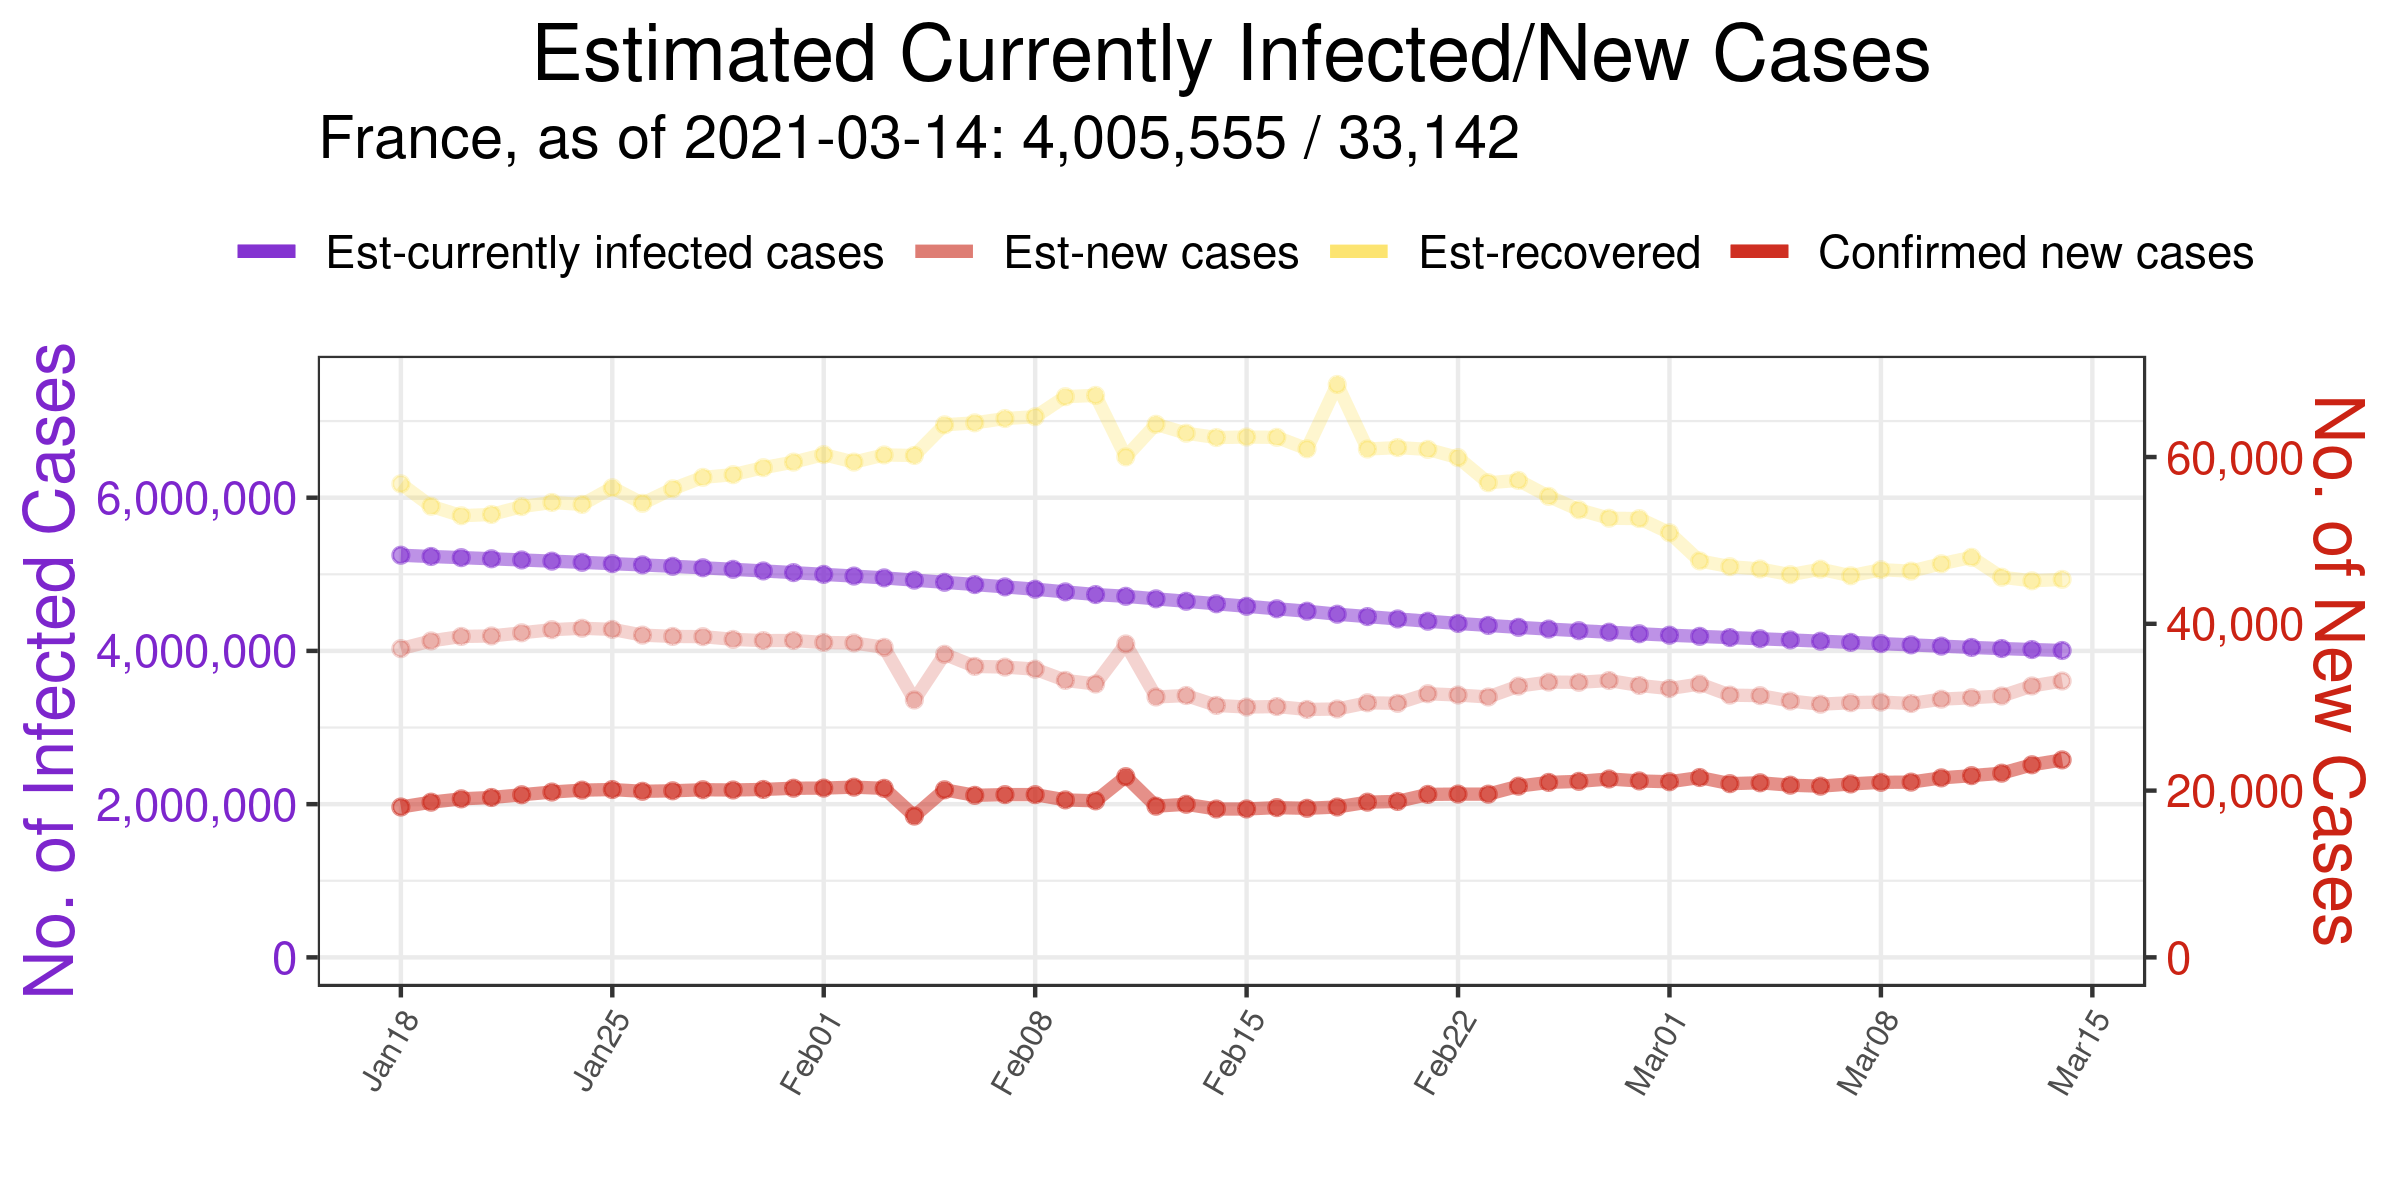 Estimated Currently Infected/New Cases
France, as of 2021-03-14: 4,005,555 / 33,142
Est-currently infected cases Est-new cases Est-recovered Confirmed new cases
No. of Infected Cases
6,000,000
4,000,000
2,000,000
0
60,000
40,000
20,000
0
No. of New Cases
Jan18 Jan25 Feb01 Feb08 Feb15 Feb22 Mar01 Mar08 Mar15